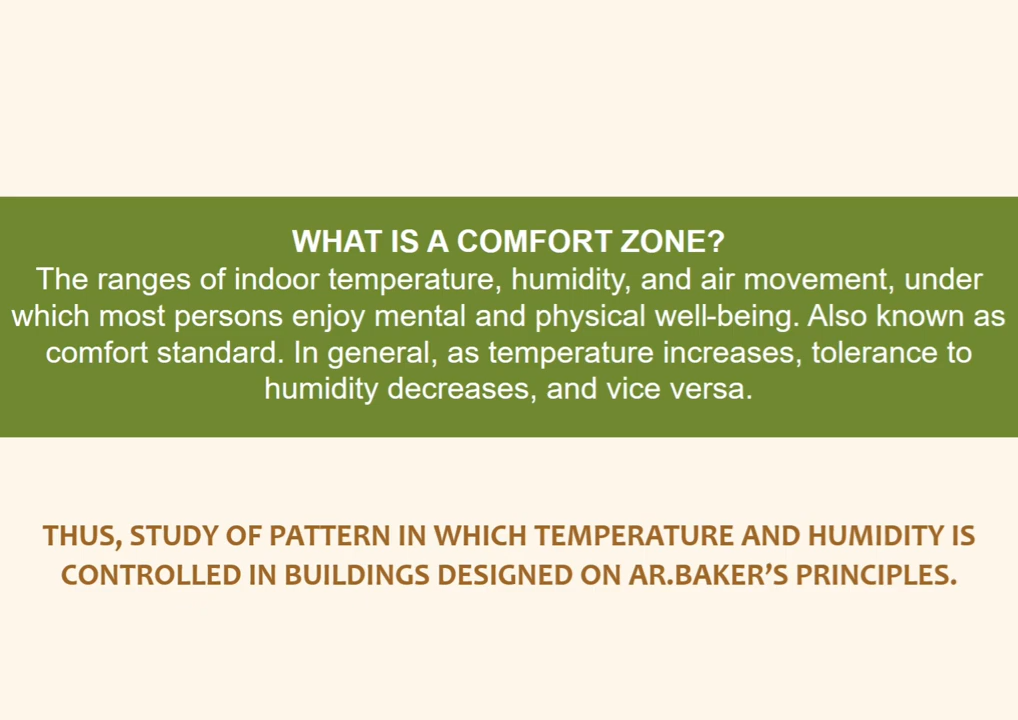 WHAT IS A COMFORT ZONE?
The ranges of indoor temperature, humidity, and air movement, under
which most persons enjoy mental and physical well-being. Also known as
comfort standard. In general, as temperature increases, tolerance to
humidity decreases, and vice versa.
THUS, STUDY OF PATTERN IN WHICH TEMPERATURE AND HUMIDITY IS
CONTROLLED IN BUILDINGS DESIGNED ON AR.BAKER’S PRINCIPLES.